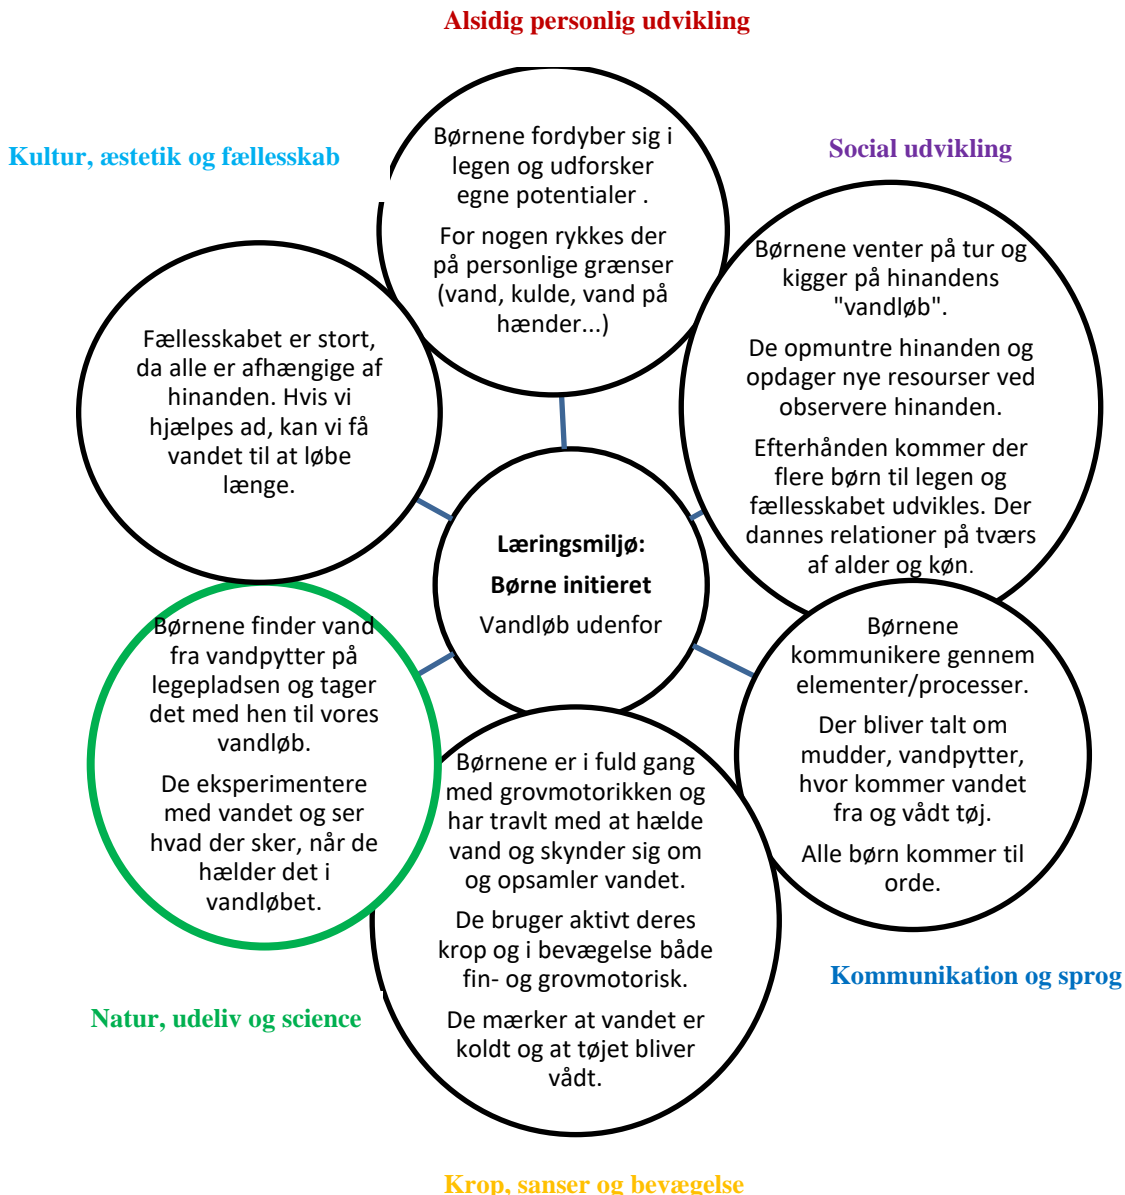 Alsidig personlig udvikling
Børnene fordyber sig i
legen og udforsker
egne potentialer .
For nogen rykkes der
på personlige grænser
(vand, kulde, vand på
hænder...)
Kultur, æstetik og fællesskab
Fællesskabet er stort,
da alle er afhængige af
hinanden. Hvis vi
hjælpes ad, kan vi få
vandet til at løbe
længe.
Social udvikling
Børnene venter på tur og
kigger på hinandens
"vandløb".
De opmuntre hinanden og
opdager nye resourser ved
observere hinanden.
Efterhånden kommer der
flere børn til legen og
fællesskabet udvikles. Der
dannes relationer på tværs
af alder og køn.
Læringsmiljø:
Børne initieret
Vandløb udenfor
Børnene finder vand
fra vandpytter på
legepladsen og tager
det med hen til vores
vandløb.
De eksperimentere
med vandet og ser
hvad der sker, når de
hælder det i
vandløbet.
Natur, udeliv og science
Børnene
kommunikere gennem
elementer/processer.
Der bliver talt om
mudder, vandpytter,
hvor kommer vandet
fra og vådt tøj.
Alle børn kommer til
orde.
Kommunikation og sprog
Børnene er i fuld gang
med grovmotorikken og
har travlt med at hælde
vand og skynder sig om
og opsamler vandet.
De bruger aktivt deres
krop og i bevægelse både
fin- og grovmotorisk.
De mærker at vandet er
koldt og at tøjet bliver
vådt.
Krop, sanser og bevægelse